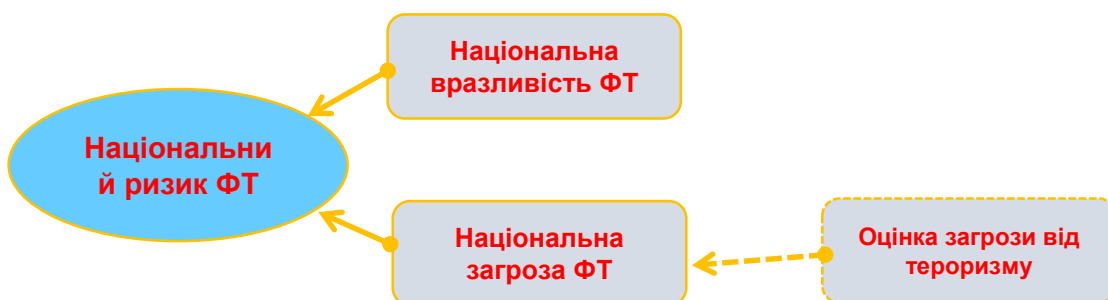 Національна
вразливість ФТ
Національни
й ризик ФТ
Національна
загроза ФТ
Оцінка загрози від
тероризму